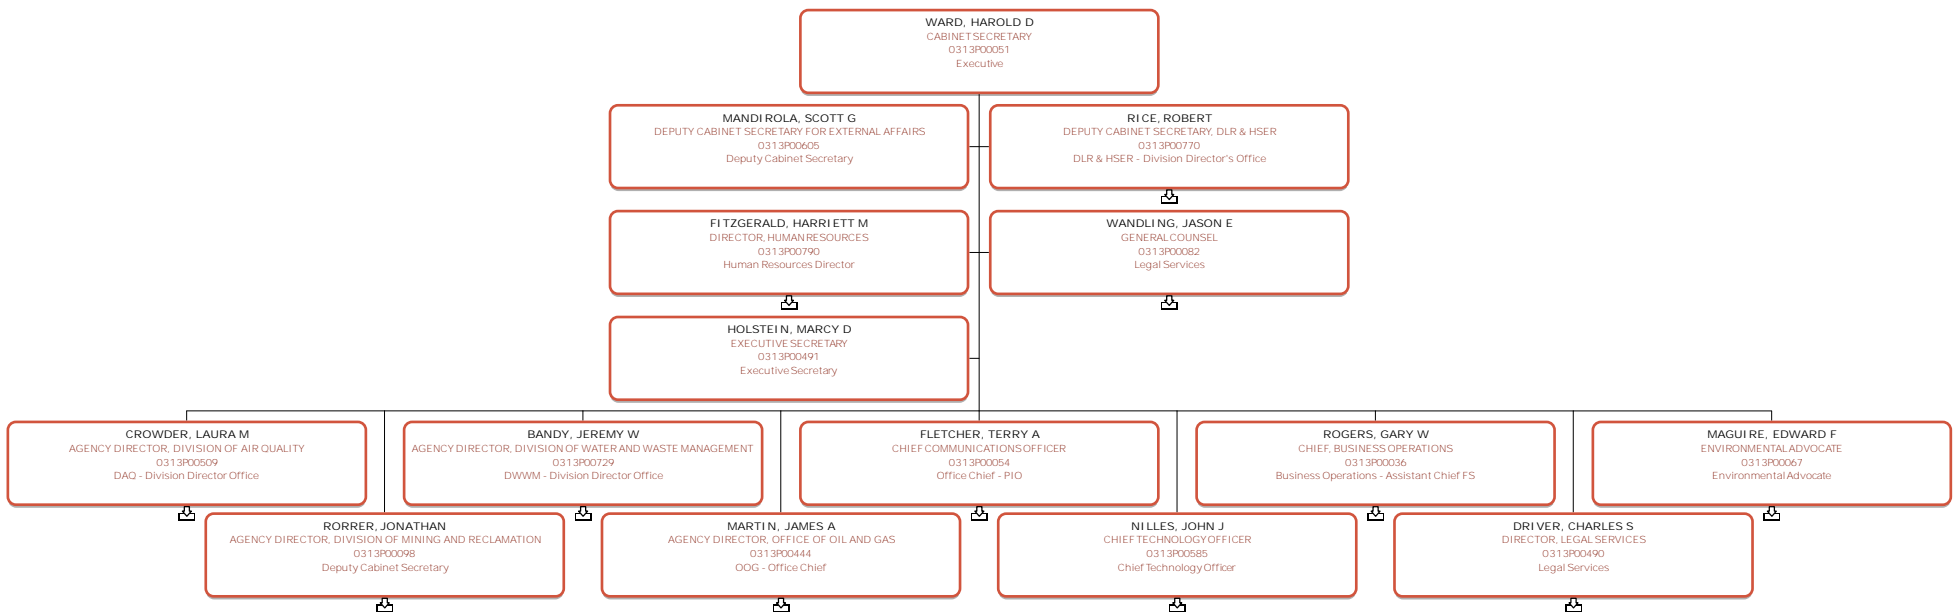 WARD, HAROLD D
CABINET SECRETARY
0313P00051
Executive
MANDIROLA, SCOTT G
DEPUTY CABINET SECRETARY FOR EXTERNAL AFFAIRS
0313P00605
Deputy Cabinet Secretary
RICE, ROBERT
DEPUTY CABINET SECRETARY, DLR & HSER
0313P00770
DLR & HSER - Division Director's Office
FITZGERALD, HARRIETT M
DIRECTOR, HUMAN RESOURCES
0313P00790
Human Resources Director
WANDLING, JASON E
GENERAL COUNSEL
0313P00082
Legal Services
HOLSTEIN, MARCY D
EXECUTIVE SECRETARY
0313P00491
Executive Secretary
CROWDER, LAURA M
AGENCY DIRECTOR, DIVISION OF AIR QUALITY
0313P00509
DAQ - Division Director Office
BANDY, JEREMY W
AGENCY DIRECTOR, DIVISION OF WATER AND WASTE MANAGEMENT
0313P00729
DWWM - Division Director Office
FLETCHER, TERRY A
CHIEF COMMUNICATIONS OFFICER
0313P00054
Office Chief - PIO
ROGERS, GARY W
CHIEF, BUSINESS OPERATIONS
0313P00036
Business Operations - Assistant Chief FS
MAGUIRE, EDWARD F
ENVIRONMENTAL ADVOCATE
0313P00067
Environmental Advocate
RORRER, JONATHAN
AGENCY DIRECTOR, DIVISION OF MINING AND RECLAMATION
0313P00098
Deputy Cabinet Secretary
MARTIN, JAMES A
AGENCY DIRECTOR, OFFICE OF OIL AND GAS
0313P00444
OOG - Office Chief
NILLES, JOHN J
CHIEF TECHNOLOGY OFFICER
0313P00585
Chief Technology Officer
DRIVER, CHARLES S
DIRECTOR, LEGAL SERVICES
0313P00490
Legal Services